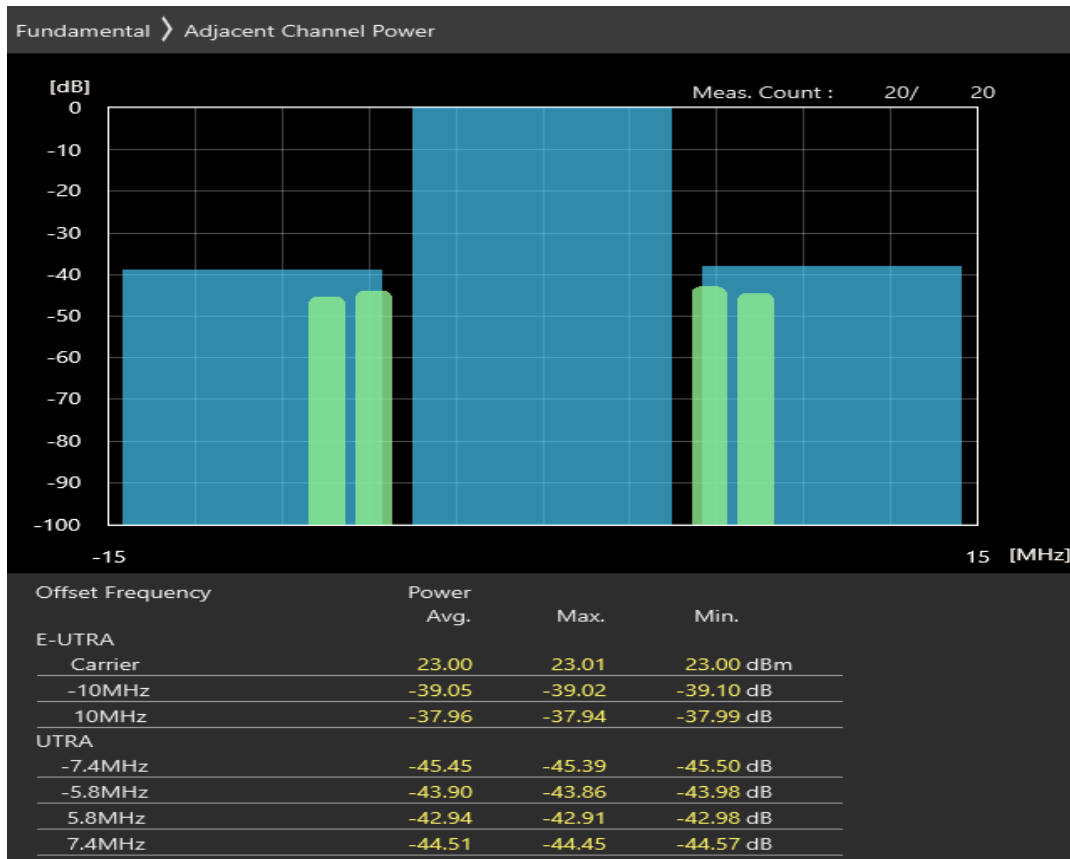 Fundamental ❯ Adjacent Channel Power
[dB]
Meas. Count : 20/ 20
0
-10
-20
-30
-40
-50
-60
-70
-80
-90
-100
-15 15 [MHz]
Offset Frequency Power
Avg. Max. Min.
E-UTRA
Carrier 23.00 23.01 23.00 dBm
-10MHz -39.05 -39.02 -39.10 dB
10MHz -37.96 -37.94 -37.99 dB
UTRA
-7.4MHz -45.45 -45.39 -45.50 dB
-5.8MHz -43.90 -43.86 -43.98 dB
5.8MHz -42.94 -42.91 -42.98 dB
7.4MHz -44.51 -44.45 -44.57 dB